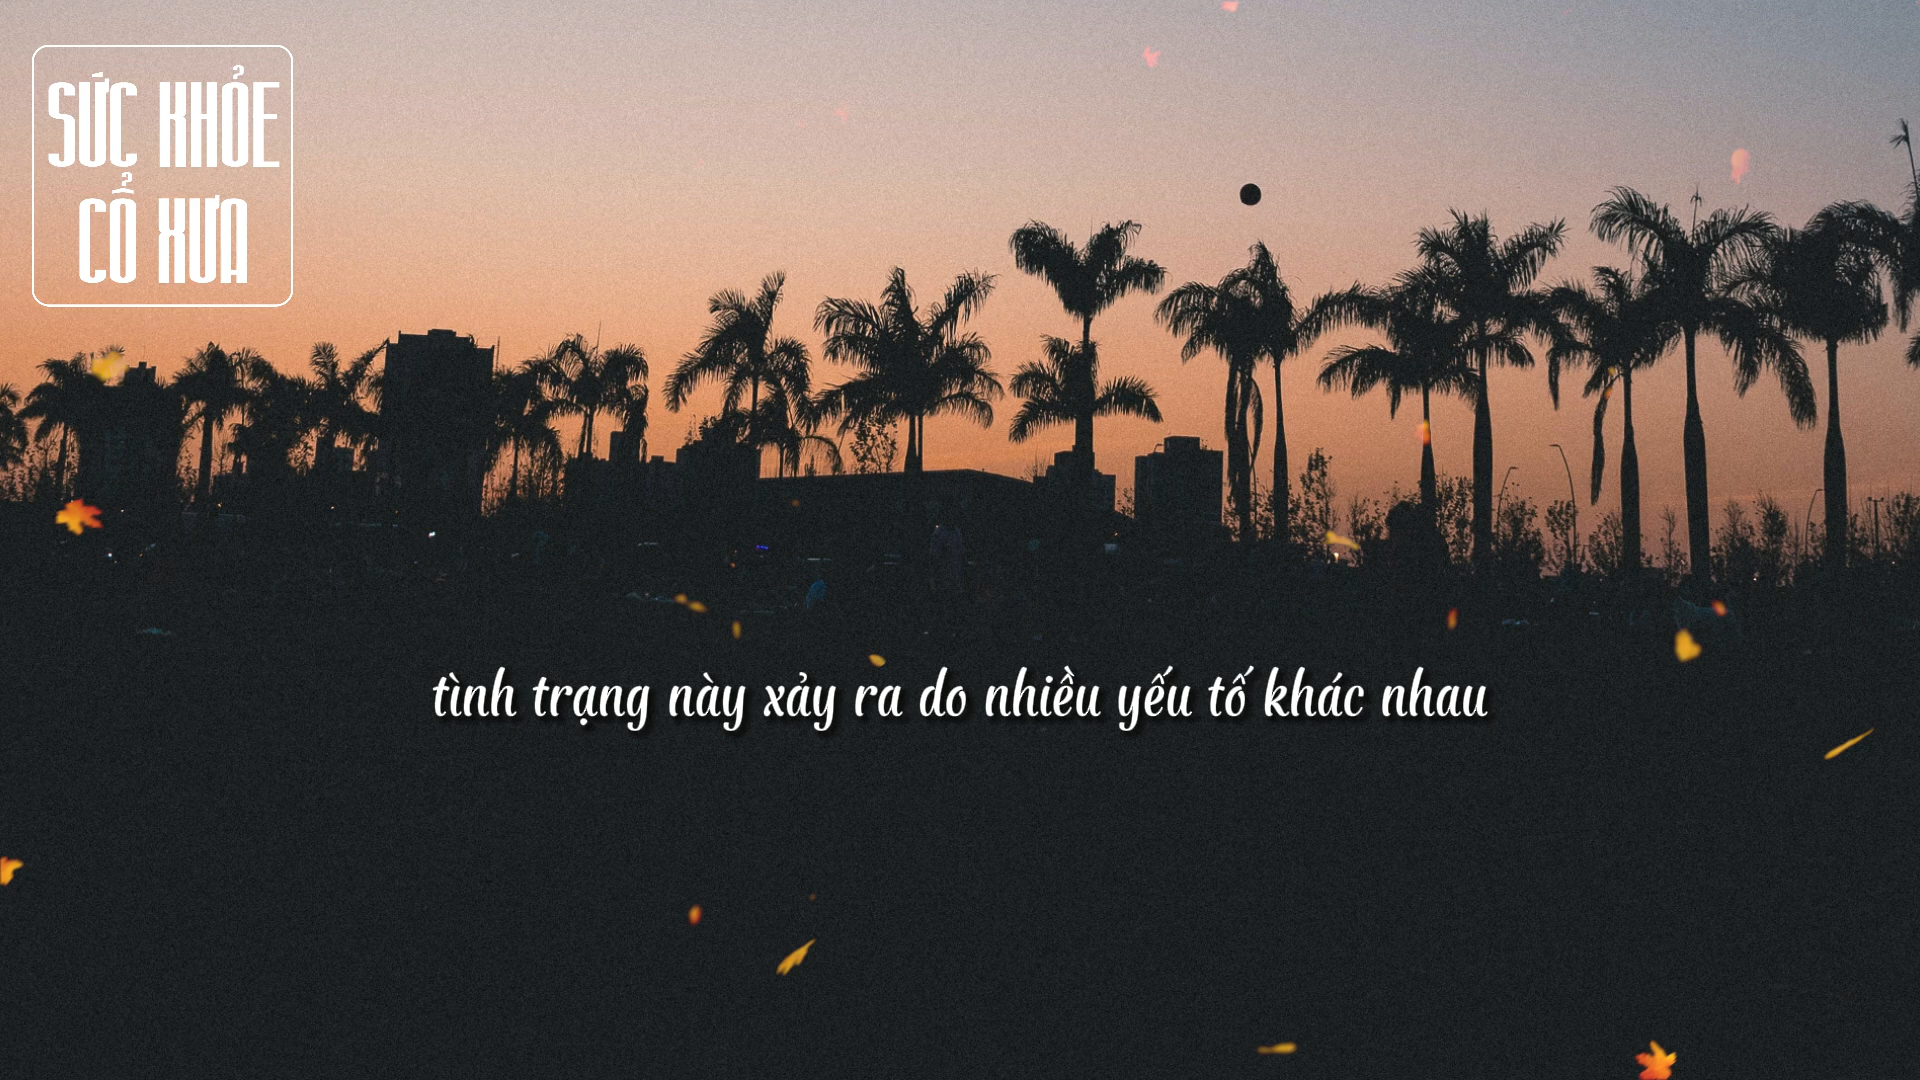 SỨC KHỎE
CỔ XƯA
tình trạng này xảy ra do nhiều yếu tố khác nhau